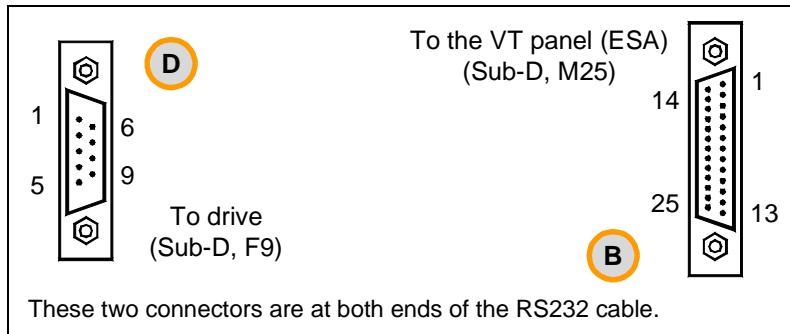 D
1
6
5
9
To drive
(Sub-D, F9)
To the VT panel (ESA)
(Sub-D, M25)
14
1
25
13
B
These two connectors are at both ends of the RS232 cable.